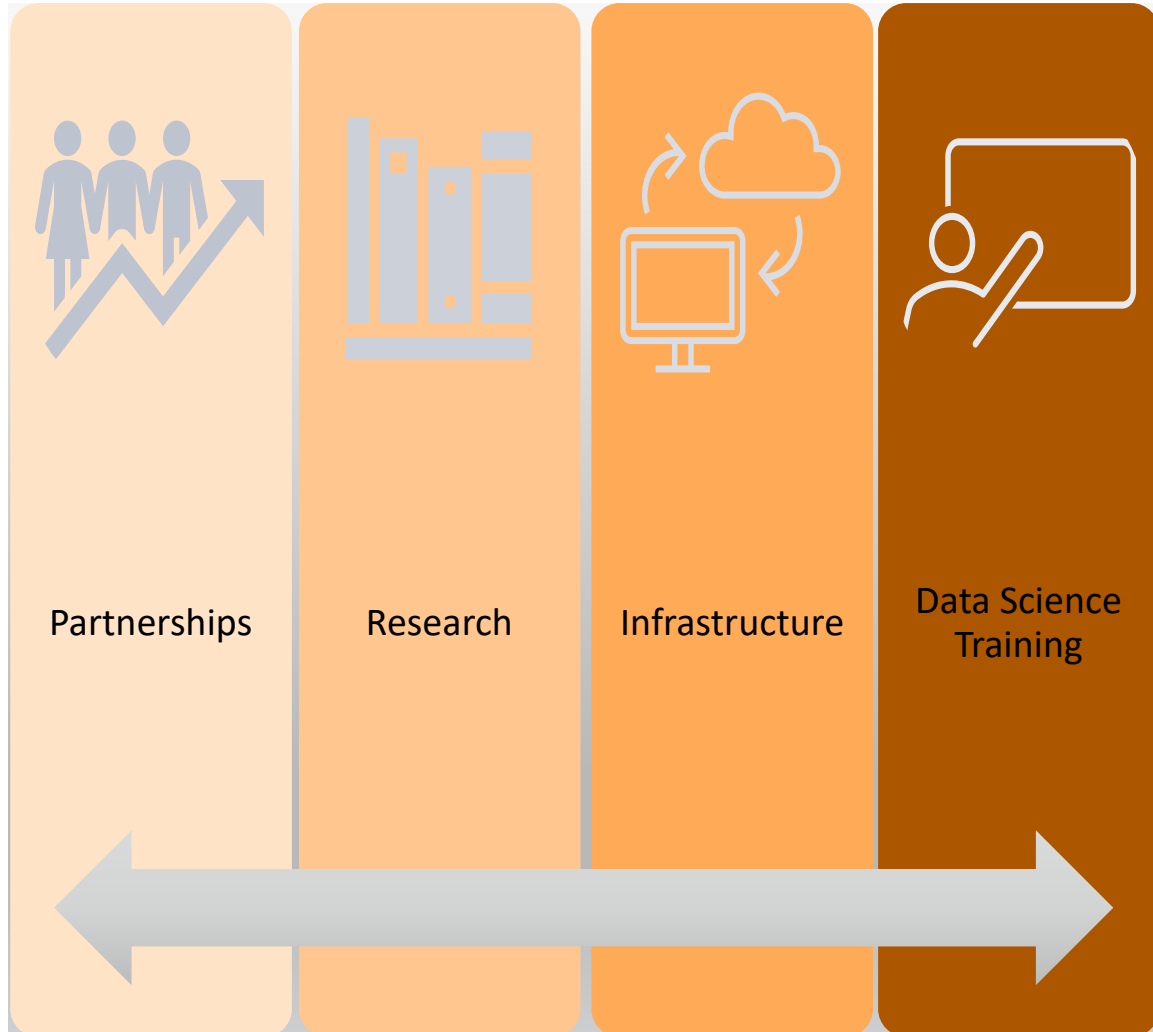 Partnerships
Research
Infrastructure
Data Science
Training